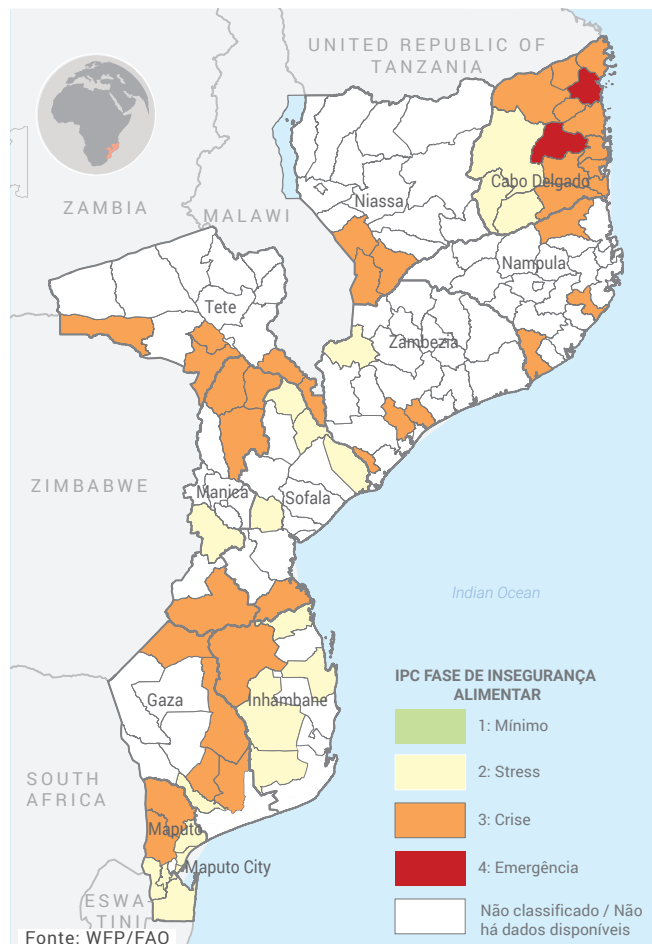 UNITED REPUBLIC OF
TANZANIA
ZAMBIA
MALAWI
Niassa
Cabo Delgado
Nampula
Tete
Zambezia
ZIMBABWE
Manica
Sofala
Indian Ocean
Gaza
Inhambane
SOUTH
AFRICA
Maputo
Maputo City
ESWA-
TINI
IPC FASE DE INSEGURANÇA
ALIMENTAR
1: Mínimo
2: Stress
3: Crise
4: Emergência
Não classificado / Não
há dados disponíveis
Fonte: WFP/FAO